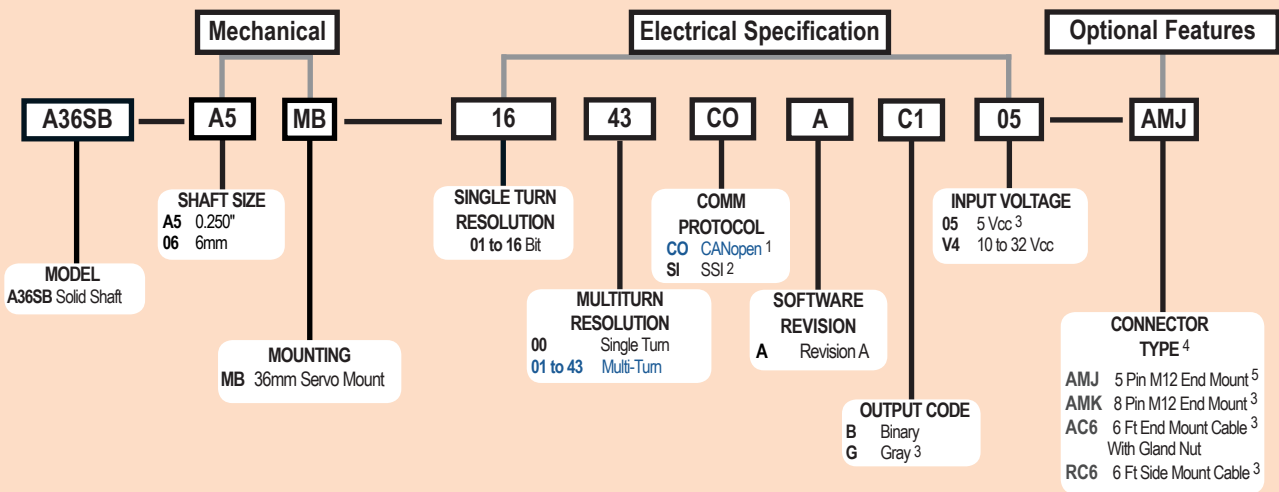 Mechanical
Electrical Specification
Optional Features
A36SB
A5
MB
16
43
CO
A
C1
05
AMJ
MODEL
A36SB Solid Shaft
SHAFT SIZE
A5 0.250"
06 6mm
MOUNTING
MB 36mm Servo Mount
SINGLE TURN
RESOLUTION
01 to 16 Bit
MULTITURN
RESOLUTION
00 Single Turn
01 to 43 Multi-Turn
COMM
PROTOCOL
CO CANopen 1
SI SSI 2
SOFTWARE
REVISION
A Revision A
OUTPUT CODE
B Binary
G Gray 3
INPUT VOLTAGE
05 5 Vcc 3
V4 10 to 32 Vcc
CONNECTOR
TYPE 4
AMJ 5 Pin M12 End Mount 5
AMK 8 Pin M12 End Mount 3
AC6 6 Ft End Mount Cable 3
With Gland Nut
RC6 6 Ft Side Mount Cable 3